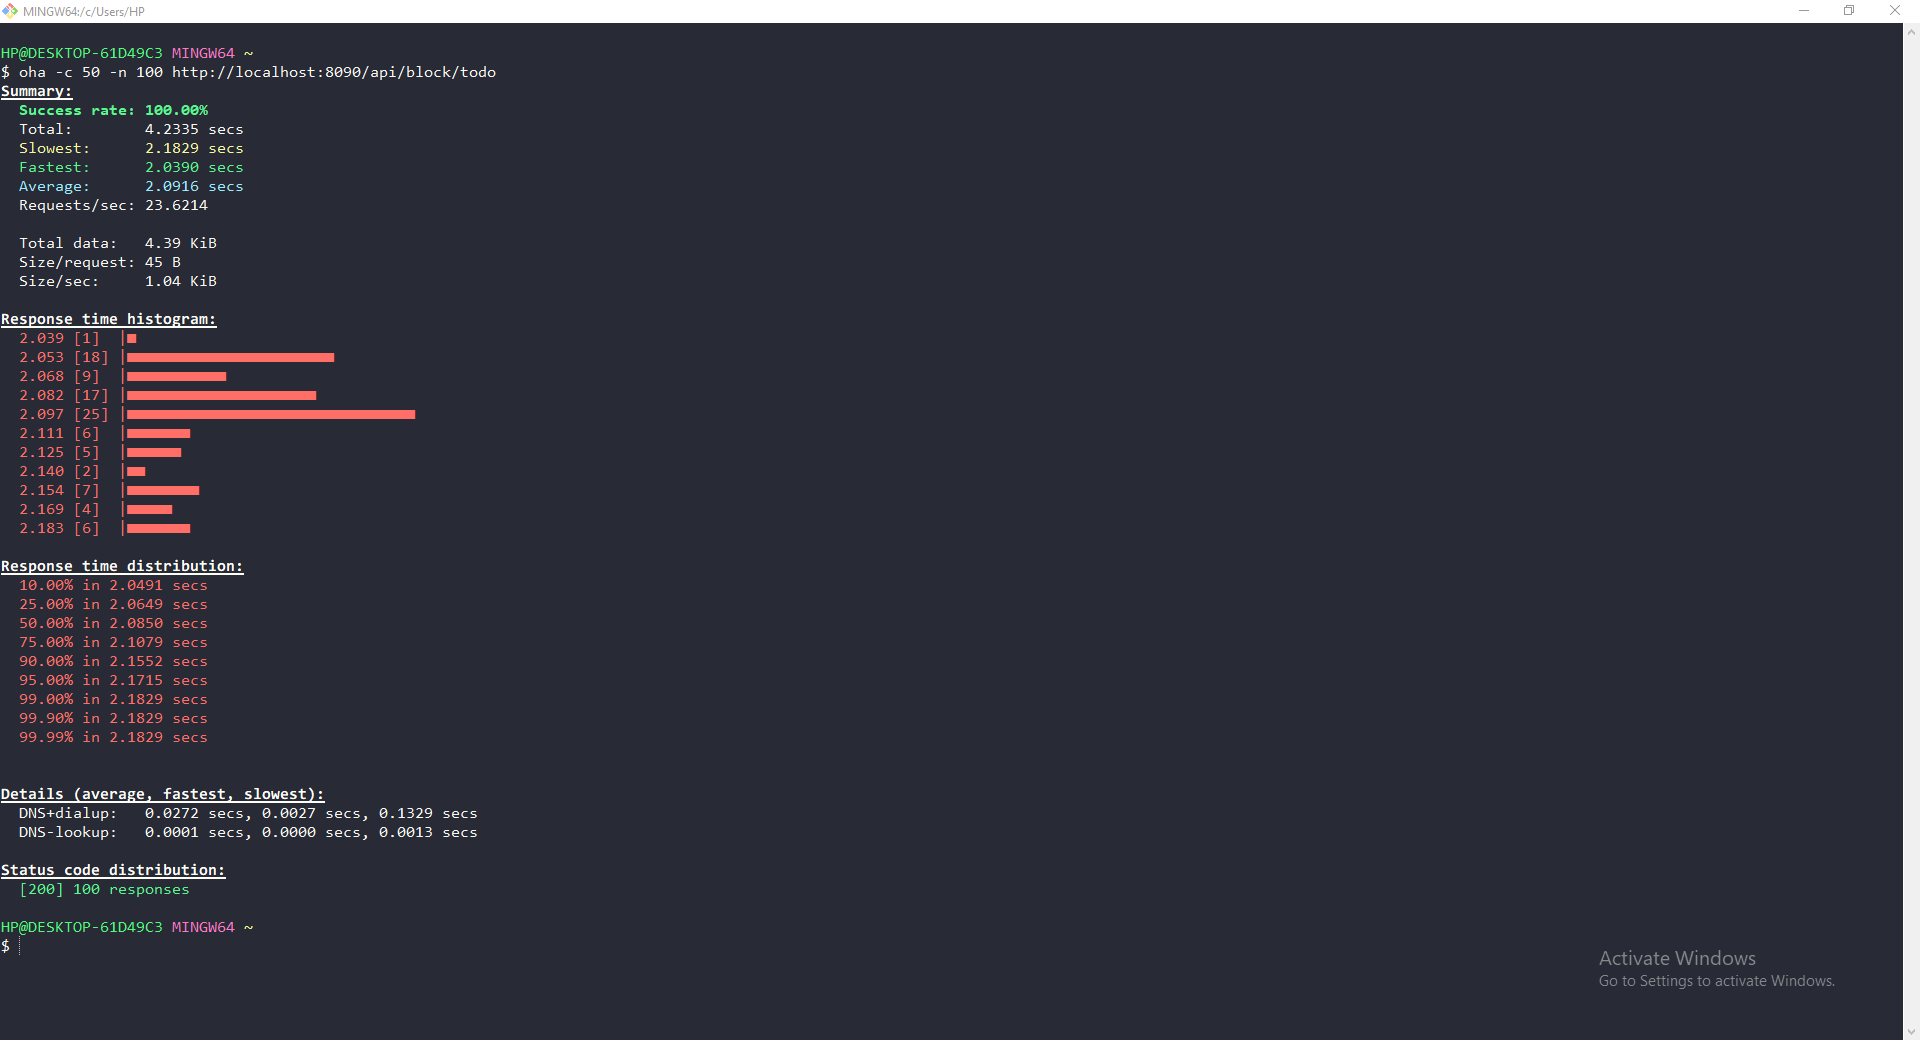 MINGW64:/c/Users/HP
HP@DESKTOP-61D49C3 MINGW64 ~
$ oha -c 50 -n 100 http://localhost:8090/api/block/todo
Summary:
  Success rate: 100.00%
  Total:        4.2335 secs
  Slowest:      2.1829 secs
  Fastest:      2.0390 secs
  Average:      2.0916 secs
  Requests/sec: 23.6214
  Total data:   4.39 KiB
  Size/request: 45 B
  Size/sec:     1.04 KiB
Response time histogram:
  2.039 [1]  |■
  2.053 [18] |■■■■■■■■■■■■■■■■■■■■■■■
  2.068 [9]  |■■■■■■■■■■■
  2.082 [17] |■■■■■■■■■■■■■■■■■■■■■
  2.097 [25] |■■■■■■■■■■■■■■■■■■■■■■■■■■■■■■■■
  2.111 [6]  |■■■■■■■
  2.125 [5]  |■■■■■■
  2.140 [2]  |■■
  2.154 [7]  |■■■■■■■■
  2.169 [4]  |■■■■■
  2.183 [6]  |■■■■■■■
Response time distribution:
  10.00% in 2.0491 secs
  25.00% in 2.0649 secs
  50.00% in 2.0850 secs
  75.00% in 2.1079 secs
  90.00% in 2.1552 secs
  95.00% in 2.1715 secs
  99.00% in 2.1829 secs
  99.90% in 2.1829 secs
  99.99% in 2.1829 secs
Details (average, fastest, slowest):
  DNS+dialup:   0.0272 secs, 0.0027 secs, 0.1329 secs
  DNS-lookup:   0.0001 secs, 0.0000 secs, 0.0013 secs
Status code distribution:
  [200] 100 responses
HP@DESKTOP-61D49C3 MINGW64 ~
$
Activate Windows
Go to Settings to activate Windows.